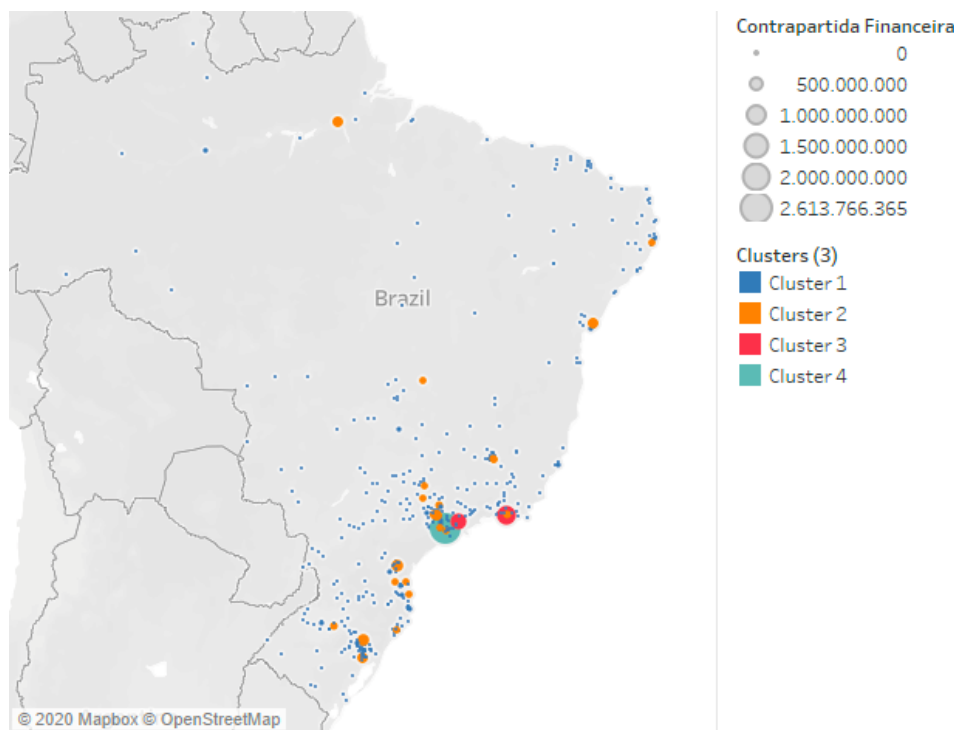 Contrapartida Financeira
0
500.000.000
1.000.000.000
1.500.000.000
2.000.000.000
2.613.766.365
Clusters (3)
Cluster 1
Cluster 2
Cluster 3
Cluster 4
Brazil
© 2020 Mapbox © OpenStreetMap